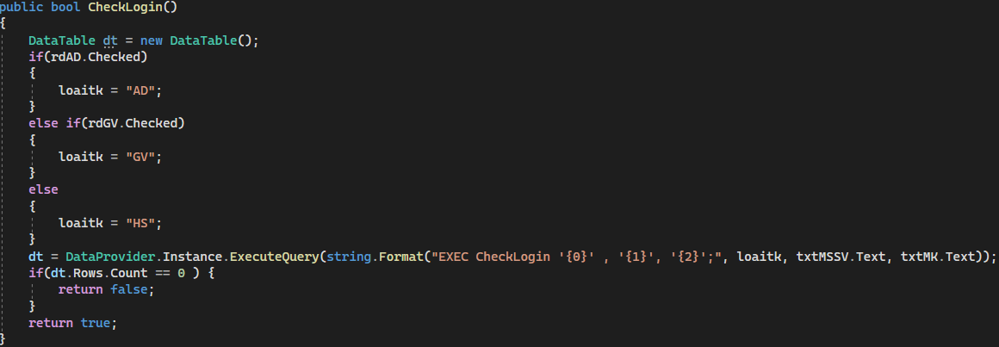 public bool CheckLogin()
{
DataTable dt = new DataTable();
if(rdAD.Checked)
{
loaitk = "AD";
}
else if(rdGV.Checked)
{
loaitk = "GV";
}
else
{
loaitk = "HS";
}
dt = DataProvider.Instance.ExecuteQuery(string.Format("EXEC CheckLogin '{0}' , '{1}', '{2}';", loaitk, txtMSSV.Text, txtMK.Text));
if(dt.Rows.Count == 0 ) {
return false;
}
return true;
}